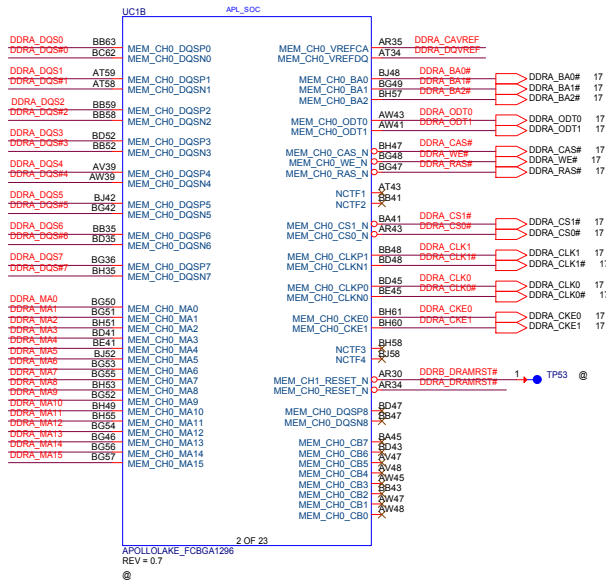 UC1B
APL_SOC
DDRA_DQS0 BB63 MEM_CH0_DQSP0
DDRA_DQS#0 BC62 MEM_CH0_DQSN0
DDRA_DQS1 AT59 MEM_CH0_DQSP1
DDRA_DQS#1 AT58 MEM_CH0_DQSN1
DDRA_DQS2 BB59 MEM_CH0_DQSP2
DDRA_DQS#2 BB58 MEM_CH0_DQSN2
DDRA_DQS3 BD52 MEM_CH0_DQSP3
DDRA_DQS#3 BB52 MEM_CH0_DQSN3
DDRA_DQS4 AV39 MEM_CH0_DQSP4
DDRA_DQS#4 AW39 MEM_CH0_DQSN4
DDRA_DQS5 BJ42 MEM_CH0_DQSP5
DDRA_DQS#5 BG42 MEM_CH0_DQSN5
DDRA_DQS6 BB35 MEM_CH0_DQSP6
DDRA_DQS#6 BD35 MEM_CH0_DQSN6
DDRA_DQS7 BG36 MEM_CH0_DQSP7
DDRA_DQS#7 BH35 MEM_CH0_DQSN7
DDRA_MA0 BG50 MEM_CH0_MA0
DDRA_MA1 BG51 MEM_CH0_MA1
DDRA_MA2 BH51 MEM_CH0_MA2
DDRA_MA3 BD41 MEM_CH0_MA3
DDRA_MA4 BE41 MEM_CH0_MA4
DDRA_MA5 BJ52 MEM_CH0_MA5
DDRA_MA6 BG53 MEM_CH0_MA6
DDRA_MA7 BG55 MEM_CH0_MA7
DDRA_MA8 BH53 MEM_CH0_MA8
DDRA_MA9 BG52 MEM_CH0_MA9
DDRA_MA10 BH49 MEM_CH0_MA10
DDRA_MA11 BH55 MEM_CH0_MA11
DDRA_MA12 BG54 MEM_CH0_MA12
DDRA_MA13 BG46 MEM_CH0_MA13
DDRA_MA14 BG56 MEM_CH0_MA14
DDRA_MA15 BG57 MEM_CH0_MA15
MEM_CH0_VREFCA AR35 DDRA_CAVREF
MEM_CH0_VREFDQ AT34 DDRA_DQVREF
MEM_CH0_BA0 BJ48 DDRA_BA0# DDRA_BA0# 17
MEM_CH0_BA1 BG49 DDRA_BA1# DDRA_BA1# 17
MEM_CH0_BA2 BH57 DDRA_BA2# DDRA_BA2# 17
MEM_CH0_ODT0 AW43 DDRA_ODT0 DDRA_ODT0 17
MEM_CH0_ODT1 AW41 DDRA_ODT1 DDRA_ODT1 17
MEM_CH0_CAS_N BH47 DDRA_CAS# DDRA_CAS# 17
MEM_CH0_WE_N BG48 DDRA_WE# DDRA_WE# 17
MEM_CH0_RAS_N BG47 DDRA_RAS# DDRA_RAS# 17
NCTF1 AT43
NCTF2 BB41
MEM_CH0_CS1_N BA41 DDRA_CS1# DDRA_CS1# 17
MEM_CH0_CS0_N AR43 DDRA_CS0# DDRA_CS0# 17
MEM_CH0_CLKP1 BB48 DDRA_CLK1 DDRA_CLK1 17
MEM_CH0_CLKN1 BD48 DDRA_CLK1# DDRA_CLK1# 17
MEM_CH0_CLKP0 BD45 DDRA_CLK0 DDRA_CLK0 17
MEM_CH0_CLKN0 BE45 DDRA_CLK0# DDRA_CLK0# 17
MEM_CH0_CKE0 BH61 DDRA_CKE0 DDRA_CKE0 17
MEM_CH0_CKE1 BH60 DDRA_CKE1 DDRA_CKE1 17
NCTF3 BH58
NCTF4 BJ58
MEM_CH1_RESET_N AR30 DDRB_DRAMRST# 1 TP53 @
MEM_CH0_RESET_N AR34 DDRA_DRAMRST#
MEM_CH0_DQSP8 BD47
MEM_CH0_DQSN8 BB47
MEM_CH0_CB7 BA45
MEM_CH0_CB6 BD43
MEM_CH0_CB5 AV47
MEM_CH0_CB4 AV48
MEM_CH0_CB3 AW45
MEM_CH0_CB2 BB43
MEM_CH0_CB1 AW47
MEM_CH0_CB0 AW48
2 OF 23
APOLLOLAKE_FCBGA1296
REV = 0.7
@